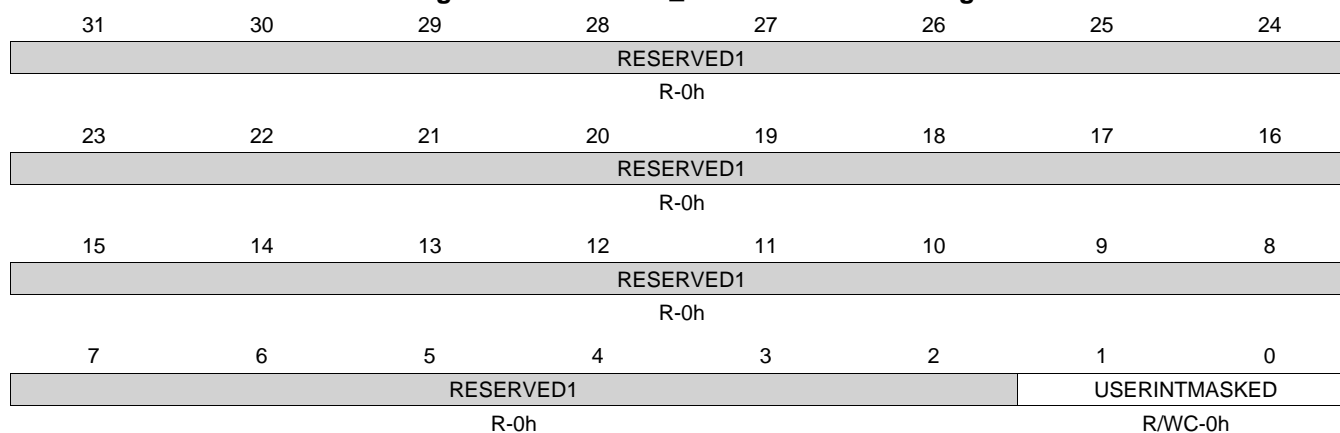 31 30 29 28 27 26 25 24
RESERVED1
R-0h
23 22 21 20 19 18 17 16
RESERVED1
R-0h
15 14 13 12 11 10 9 8
RESERVED1
R-0h
7 6 5 4 3 2 1 0
RESERVED1 USERINTMASKED
R-0h R/WC-0h